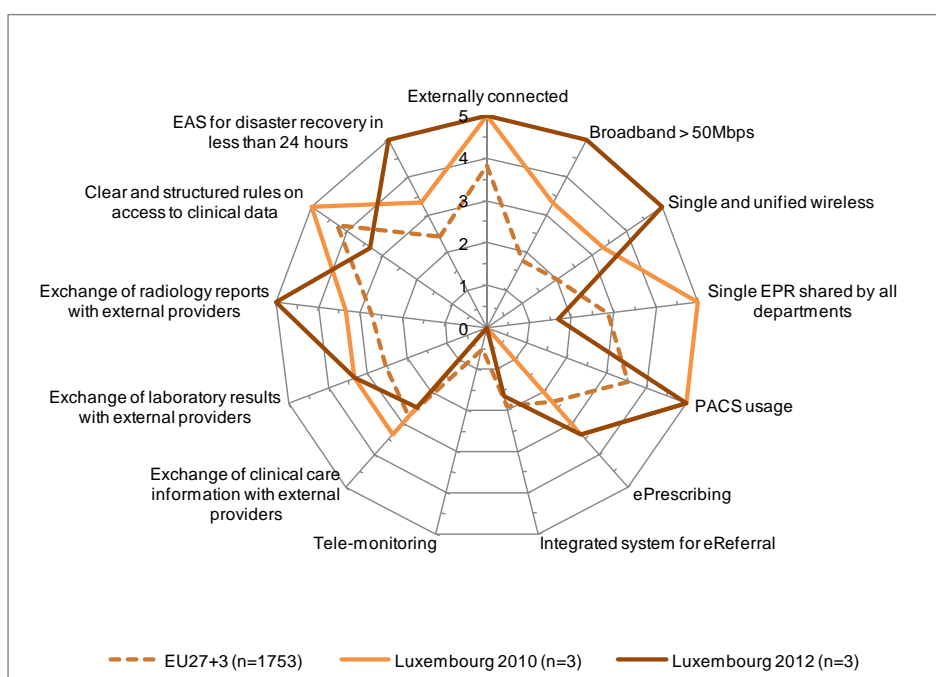 Externally connected
EAS for disaster recovery in
less than 24 hours
Broadband > 50Mbps
Clear and structured rules on
access to clinical data
Single and unified wireless
Exchange of radiology reports
with external providers
Single EPR shared by all
departments
Exchange of laboratory results
with external providers
PACS usage
Exchange of clinical care
information with external
providers
ePrescribing
Tele-monitoring
Integrated system for eReferral
5
4
3
2
1
0
EU27+3 (n=1753)
Luxembourg 2010 (n=3)
Luxembourg 2012 (n=3)